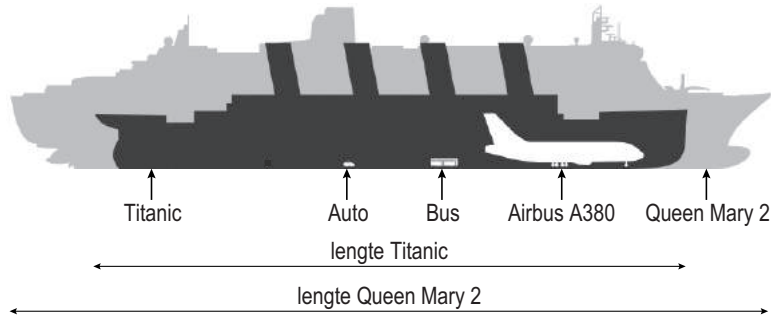 Titanic Auto Bus Airbus A380 Queen Mary 2
lengte Titanic
lengte Queen Mary 2